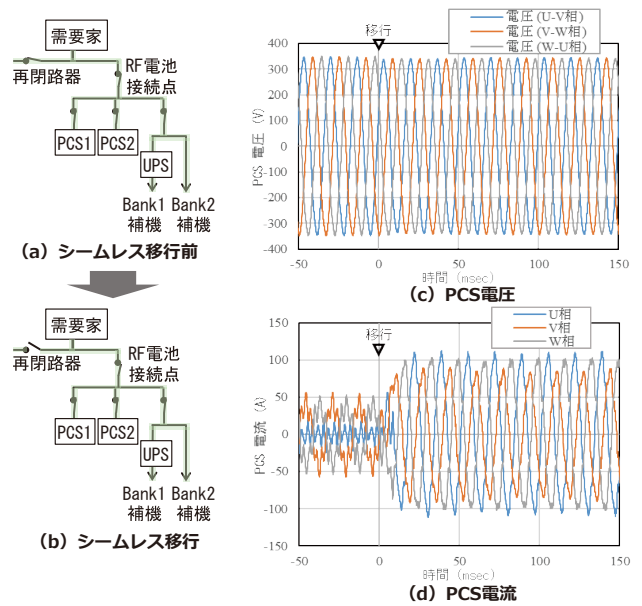 需要家
再閉路器
RF電池
接続点
PCS1
PCS2
UPS
Bank1
補機
Bank2
補機
(a) シームレス移行前
需要家
再閉路器
RF電池
接続点
PCS1
PCS2
UPS
Bank1
補機
Bank2
補機
(b) シームレス移行
移行
電圧(U-V相)
電圧(V-W相)
電圧(W-U相)
PCS 電圧 (V)
400
300
200
100
0
-100
-200
-300
-400
-50
0
50
100
150
時間 (msec)
(c) PCS電圧
移行
U相
V相
W相
PCS 電流 (A)
150
100
50
0
-50
-100
-150
-50
0
50
100
150
時間 (msec)
(d) PCS電流